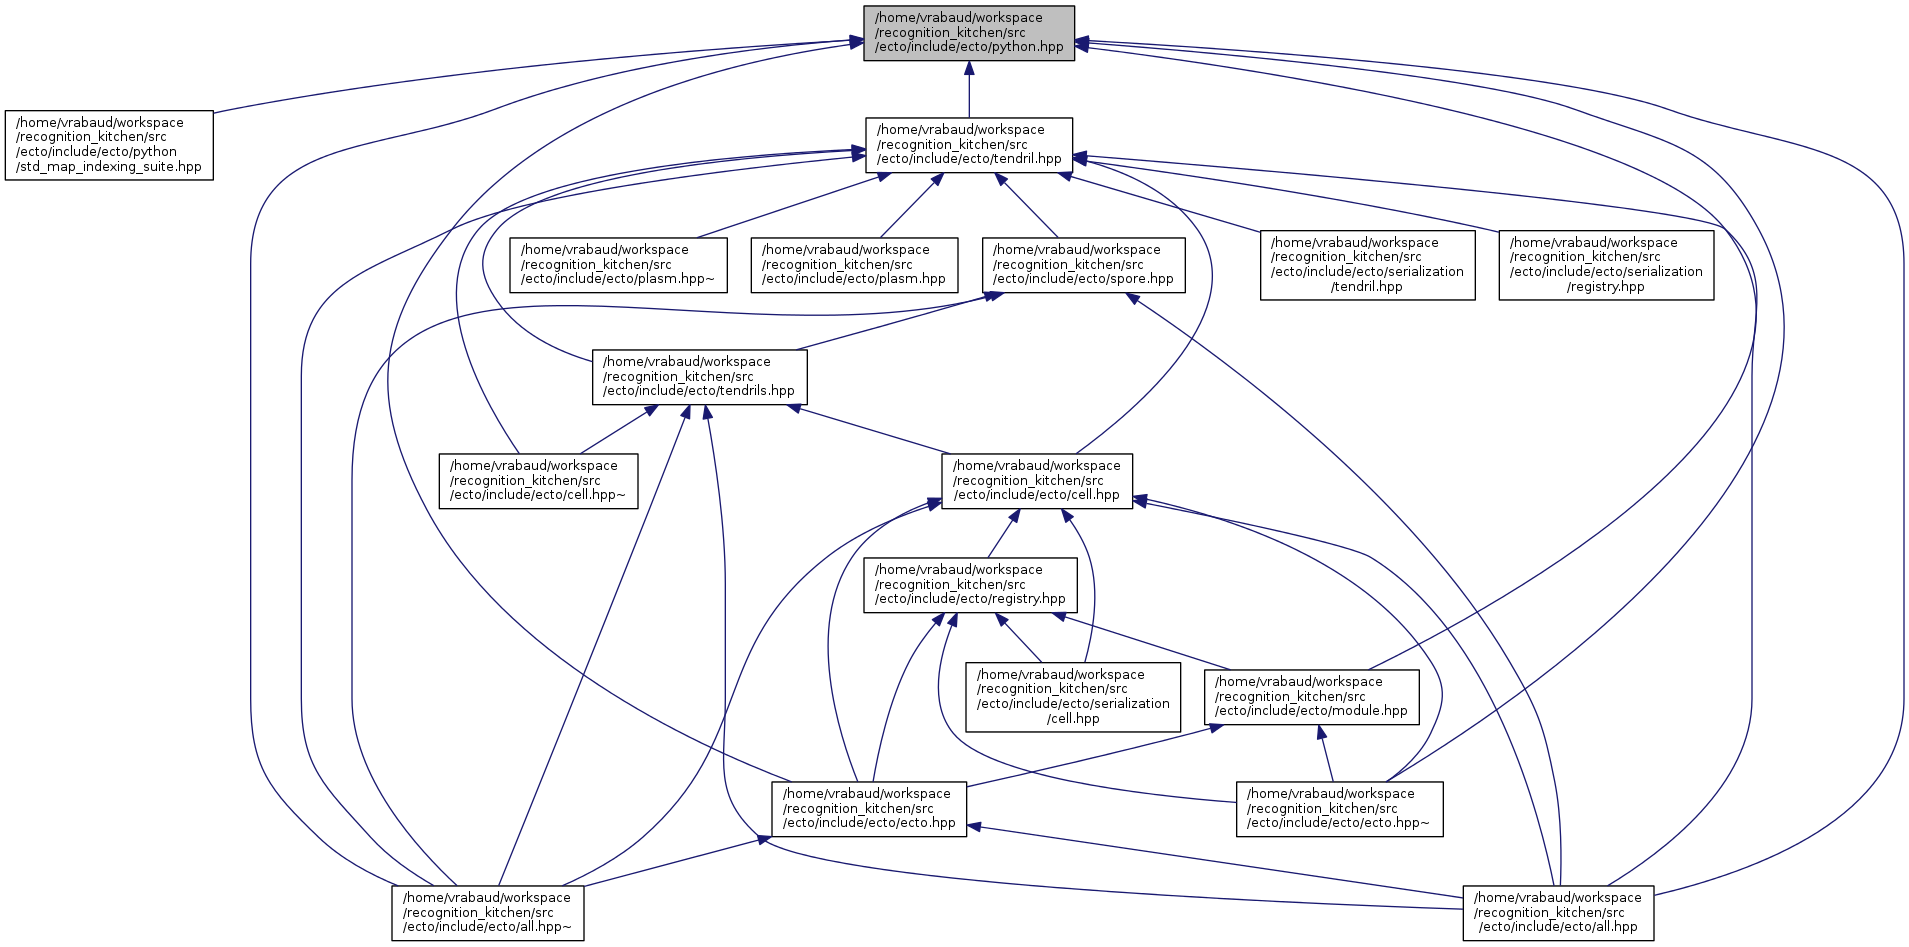 /home/vrabaud/workspace
/recognition_kitchen/src
/ecto/include/ecto/python.hpp
/home/vrabaud/workspace
/recognition_kitchen/src
/ecto/include/ecto/python
/std_map_indexing_suite.hpp
/home/vrabaud/workspace
/recognition_kitchen/src
/ecto/include/ecto/tendril.hpp
/home/vrabaud/workspace
/recognition_kitchen/src
/ecto/include/ecto/plasm.hpp~
/home/vrabaud/workspace
/recognition_kitchen/src
/ecto/include/ecto/plasm.hpp
/home/vrabaud/workspace
/recognition_kitchen/src
/ecto/include/ecto/spore.hpp
/home/vrabaud/workspace
/recognition_kitchen/src
/ecto/include/ecto/serialization
/tendril.hpp
/home/vrabaud/workspace
/recognition_kitchen/src
/ecto/include/ecto/serialization
/registry.hpp
/home/vrabaud/workspace
/recognition_kitchen/src
/ecto/include/ecto/tendrils.hpp
/home/vrabaud/workspace
/recognition_kitchen/src
/ecto/include/ecto/cell.hpp~
/home/vrabaud/workspace
/recognition_kitchen/src
/ecto/include/ecto/cell.hpp
/home/vrabaud/workspace
/recognition_kitchen/src
/ecto/include/ecto/registry.hpp
/home/vrabaud/workspace
/recognition_kitchen/src
/ecto/include/ecto/serialization
/cell.hpp
/home/vrabaud/workspace
/recognition_kitchen/src
/ecto/include/ecto/module.hpp
/home/vrabaud/workspace
/recognition_kitchen/src
/ecto/include/ecto/ecto.hpp
/home/vrabaud/workspace
/recognition_kitchen/src
/ecto/include/ecto/ecto.hpp~
/home/vrabaud/workspace
/recognition_kitchen/src
/ecto/include/ecto/all.hpp~
/home/vrabaud/workspace
/recognition_kitchen/src
/ecto/include/ecto/all.hpp